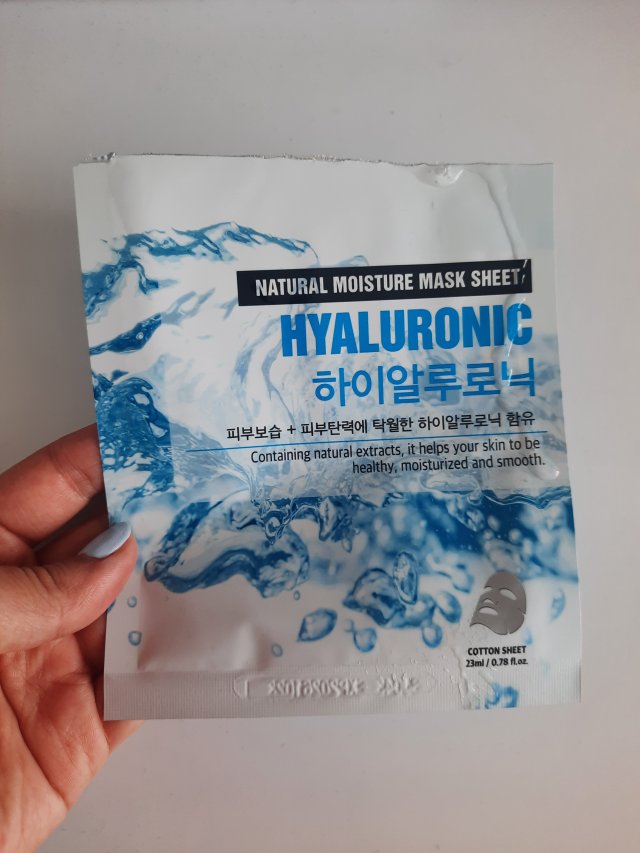 NATURAL MOISTURE MASK SHEET
HYALURONIC
하이알루로닉
피부보습 + 피부탄력에 탁월한 하이알루로닉 함유
Containing natural extracts, it helps your skin to be
healthy, moisturized and smooth.
COTTON SHEET
23ml / 0.78 fl.oz.